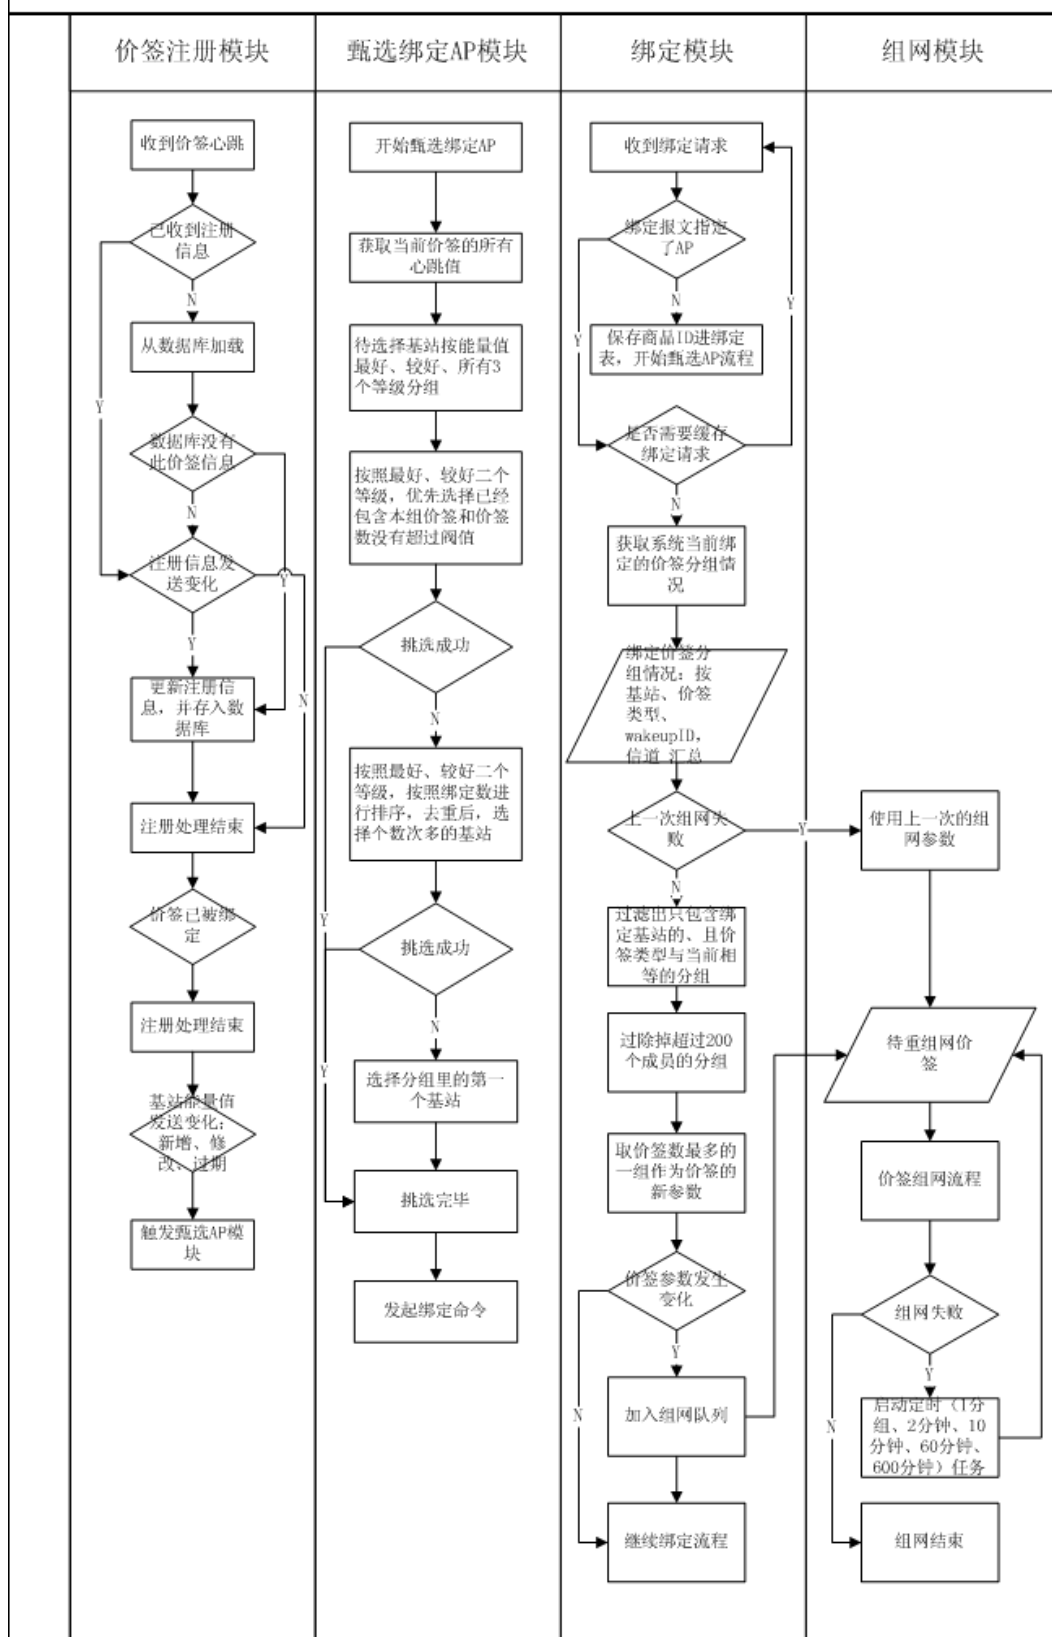 价签注册模块
甄选绑定AP模块
绑定模块
组网模块
收到价签心跳
已收到注册
信息
N
从数据库加载
Y
数据库没有
此价签信息
N
注册信息发
送变化
Y
Y
更新注册信
息，并存入数
据库
N
注册处理结束
价签已被绑
定
注册处理结束
基站能量值
发送变化；
新增、修
改、过期
触发甄选AP模
块
开始甄选绑定AP
获取当前价签的所有
心跳值
待选择基站按能量值
最好、较好、所有3
个等级分组
按照最好、较好二个
等级，优先选择已经
包含本组价签和价签
数没有超过阀值
挑选成功
N
按照最好、较好二个
等级，按照绑定数进
行排序，去重后，选
择个数次多的基站
Y
挑选成功
N
Y
选择分组里的第一
个基站
挑选完毕
发起绑定命令
收到绑定请求
绑定报文指定
了AP
N
Y
Y
保存商品ID进绑定
表，开始甄选AP流程
是否需要缓存
绑定请求
N
获取系统当前绑
定的价签分组情
况
绑定价签分
组情况：按
基站、价签
类型、
wakeupID，
信道 汇总
上一次组网失
败
Y
N
过滤出只包含绑
定基站的、且价
签类型与当前相
等的分组
过除掉超过200
个成员的分组
取价签数最多的
一组作为价签的
新参数
价签参数发生
变化
Y
N
加入组网队列
继续绑定流程
使用上一次的组
网参数
待重组网价
签
价签组网流程
组网失败
Y
N
启动定时（1分
组、2分钟、10
分钟、60分钟、
600分钟）任务
组网结束